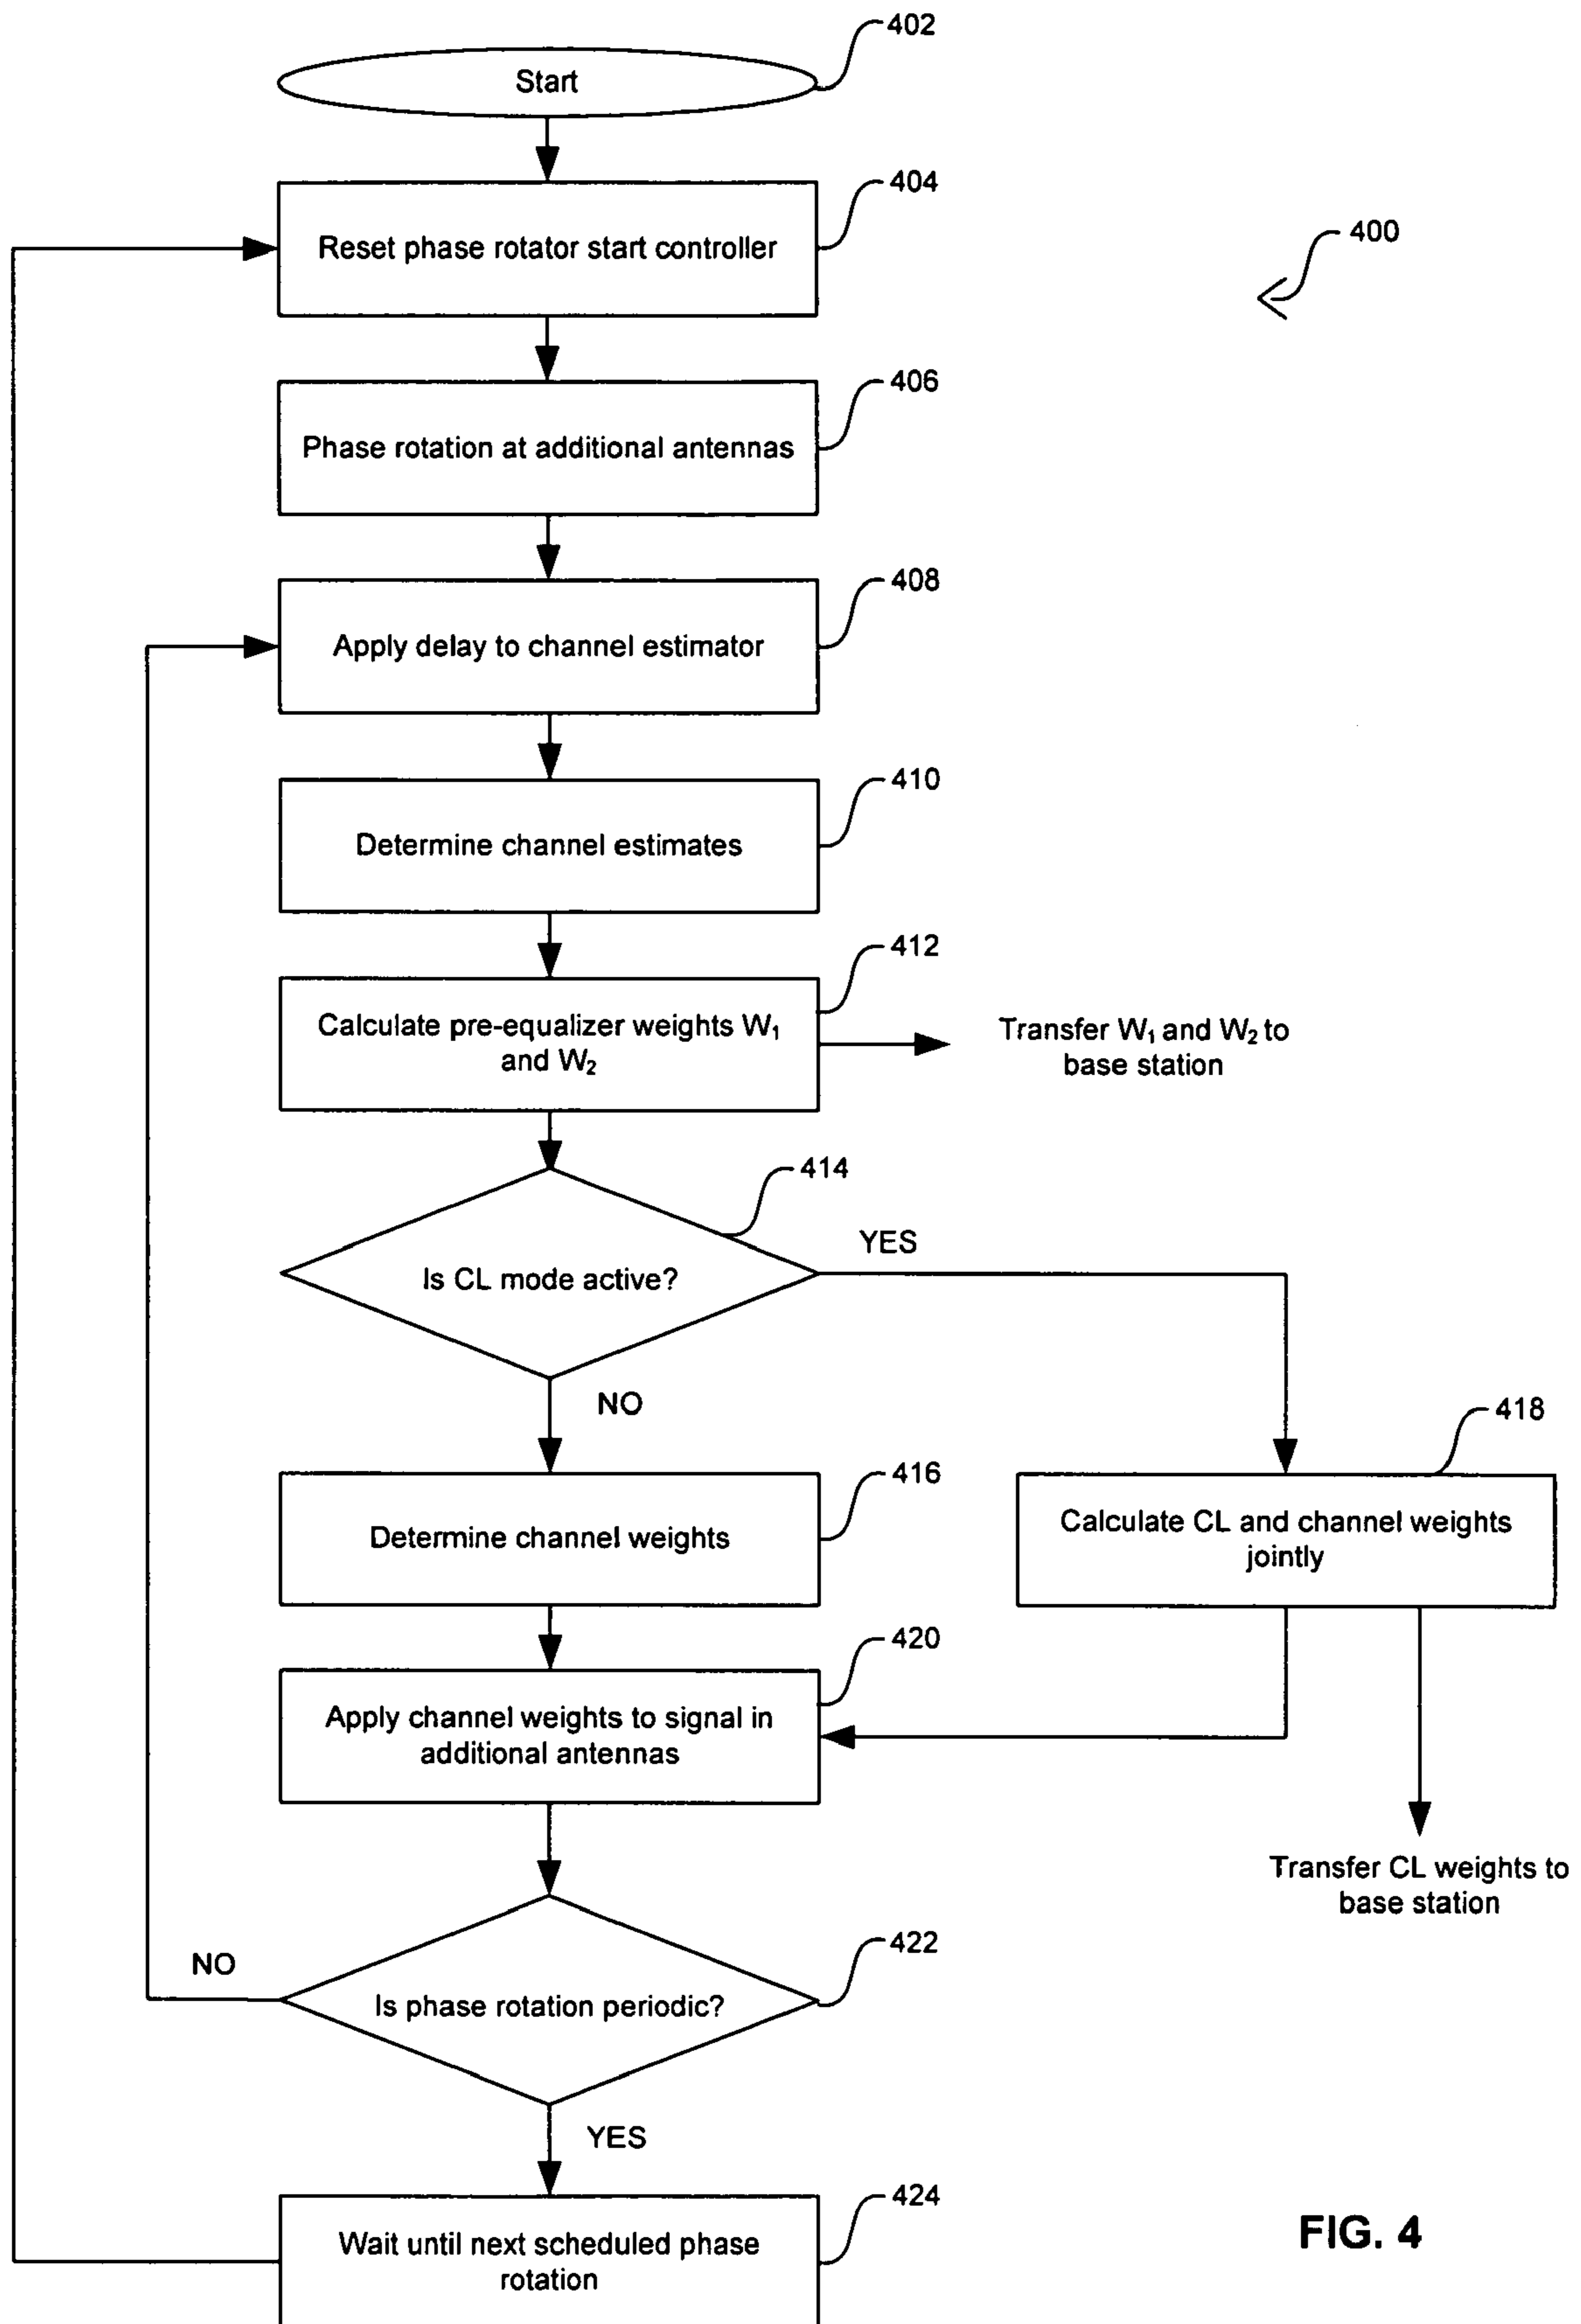 402
Start
404
Reset phase rotator start controller
400
406
Phase rotation at additional antennas
408
Apply delay to channel estimator
410
Determine channel estimates
412
Calculate pre-equalizer weights W₁
and W₂
Transfer W₁ and W₂ to
base station
414
YES
Is CL mode active?
NO
418
416
Determine channel weights
Calculate CL and channel weights
jointly
420
Apply channel weights to signal in
additional antennas
Transfer CL weights to
base station
422
NO
Is phase rotation periodic?
YES
424
Wait until next scheduled phase
rotation
FIG. 4